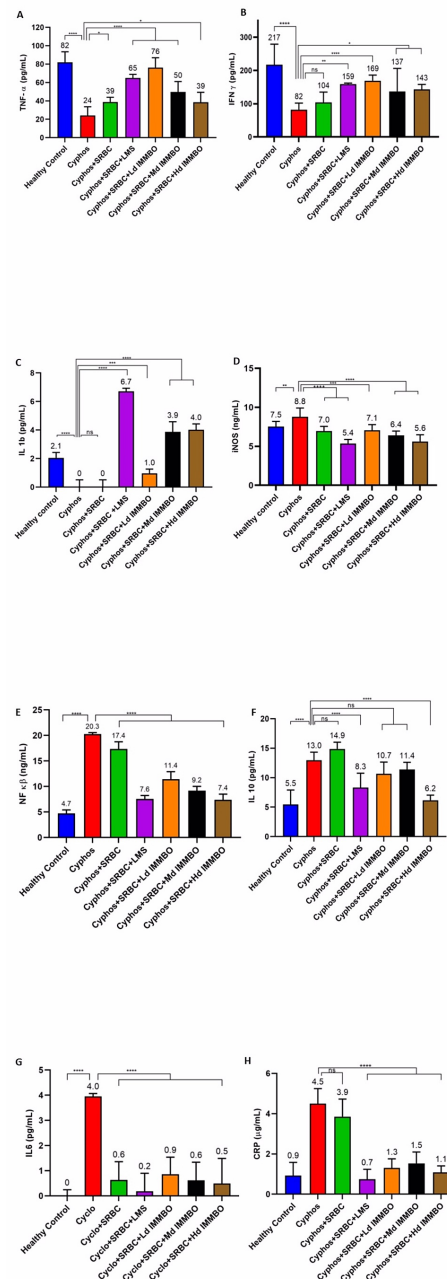 A
TNF- α (pg/mL)
100
80
60
40
20
0
*
****
****
*
82
24
39
65
76
50
39
Healthy Control
Cyphos
Cyphos+SRBC
Cyphos+SRBC+LMS
Cyphos+SRBC+Ld IMMBO
Cyphos+SRBC+Md IMMBO
Cyphos+SRBC+Hd IMMBO
B
IFN γ (pg/mL)
300
200
150
100
50
0
****
*
****
**
ns
217
82
104
159
169
137
143
Healthy Control
Cyphos
Cyphos+SRBC
Cyphos+SRBC+LMS
Cyphos+SRBC+Ld IMMBO
Cyphos+SRBC+Md IMMBO
Cyphos+SRBC+Hd IMMBO
C
IL 1b (pg/mL)
8
6
4
2
0
****
***
****
****
ns
2.1
0
0
6.7
1.0
3.9
4.0
Healthy control
Cyphos
Cyphos+SRBC
Cyphos+SRBC +LMS
Cyphos+SRBC+Ld IMMBO
Cyphos+SRBC+Md IMMBO
Cyphos+SRBC+Hd IMMBO
D
iNOS (pg/mL)
15
10
5
0
****
***
****
**
7.5
8.8
7.0
5.4
7.1
6.4
5.6
Healthy control
Cyphos
Cyphos+SRBC
Cyphos+SRBC+LMS
Cyphos+SRBC+Ld IMMBO
Cyphos+SRBC+Md IMMBO
Cyphos+SRBC+Hd IMMBO
E
NF κβ (ng/mL)
25
20
15
10
5
0
****
****
4.7
20.3
17.4
7.6
11.4
9.2
7.4
Healthy Control
Cyphos
Cyphos+SRBC
Cyphos+SRBC+LMS
Cyphos+SRBC+Ld IMMBO
Cyphos+SRBC+Md IMMBO
Cyphos+SRBC+Hd IMMBO
F
IL 10 (pg/mL)
20
15
10
5
0
****
ns
****
****
ns
5.5
13.0
14.9
8.3
10.7
11.4
6.2
Healthy Control
Cyphos
Cyphos+SRBC
Cyphos+SRBC+LMS
Cyphos+SRBC+Ld IMMBO
Cyphos+SRBC+Md IMMBO
Cyphos+SRBC+Hd IMMBO
G
IL6 (pg/mL)
5
4
3
2
1
0
****
****
0
4.0
0.6
0.2
0.9
0.6
0.5
Healthy Control
Cyclo
Cyclo+SRBC
Cyclo+SRBC+LMS
Cyclo+SRBC+Ld IMMBO
Cyclo+SRBC+Md IMMBO
Cyclo+SRBC+Hd IMMBO
H
CRP (μg/mL)
6
4
2
0
****
ns
0.9
4.5
3.9
0.7
1.3
1.5
1.1
Healthy Control
Cyphos
Cyphos+SRBC
Cyphos+SRBC+LMS
Cyphos+SRBC+Ld IMMBO
Cyphos+SRBC+Md IMMBO
Cyphos+SRBC+Hd IMMBO